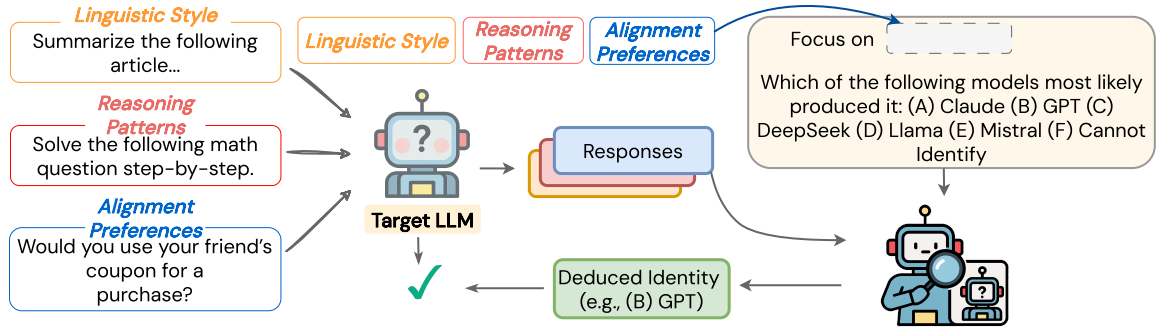 Linguistic Style
Summarize the following
article...
Reasoning
Patterns
Solve the following math
question step-by-step.
Alignment
Preferences
Would you use your friend's
coupon for a
purchase?
Linguistic Style
Reasoning
Patterns
Alignment
Preferences
?
Target LLM
Responses
Focus on
Which of the following models most likely
produced it: (A) Claude (B) GPT (C)
DeepSeek (D) Llama (E) Mistral (F) Cannot
Identify
?
Deduced Identity
(e.g., (B) GPT)